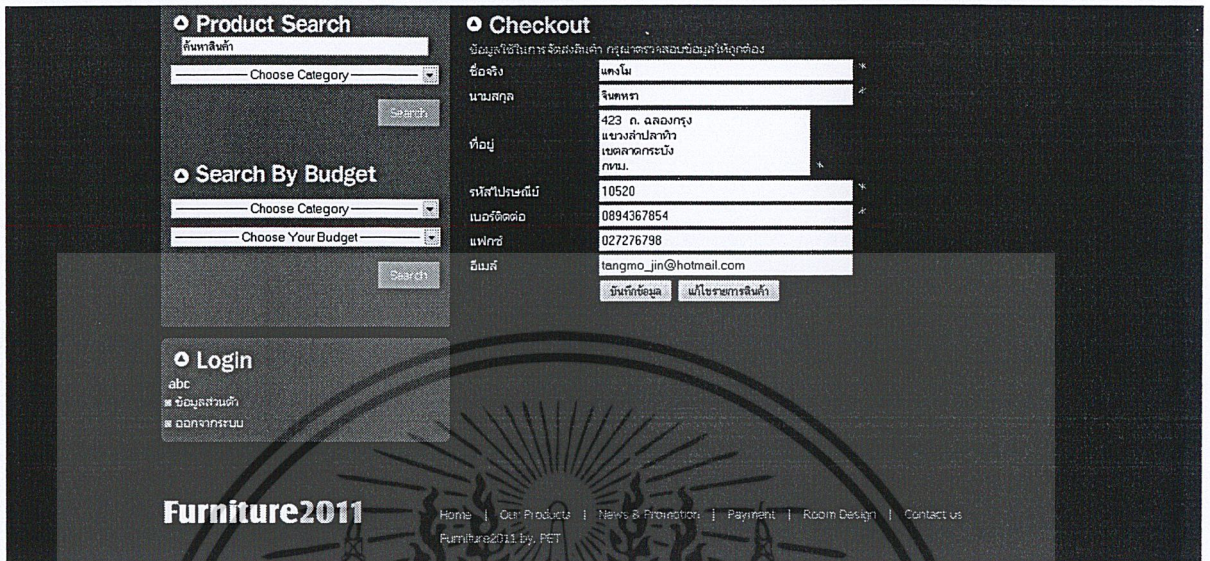 Product Search
ค้นหาสินค้า
Choose Category
Search
Search By Budget
Choose Category
Choose Your Budget
Search
Login
abc
ข้อมูลส่วนตัว
ออกจากระบบ
Checkout
ข้อมูลใช้ในการจัดส่งสินค้า กรุณาตรวจสอบข้อมูลให้ถูกต้อง
ชื่อจริง แตงโม *
นามสกุล จินตหรา *
ที่อยู่ 423 ถ. ฉลองกรุง
แขวงลำปลาทิว
เขตลาดกระบัง
กทม. *
รหัสไปรษณีย์ 10520 *
เบอร์ติดต่อ 0894367854 *
แฟกซ์ 027276798
อีเมล์ tangmo_jin@hotmail.com
บันทึกข้อมูล แก้ไขรายการสินค้า
Furniture2011
Home | Our Products | News & Promotion | Payment | Room Design | Contact us
Furniture2011 by. PET